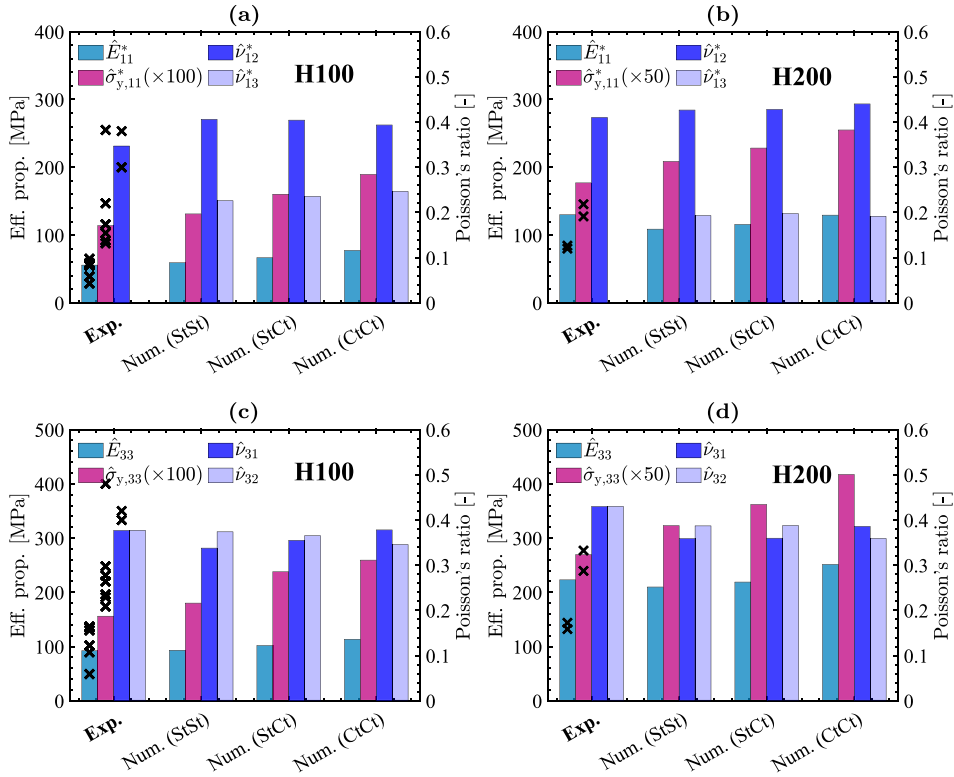 (a)
400
300
200
100
0
Eff. prop. [MPa]
Ê*₁₁
σ̂*y,11(×100)
ν̂*₁₂
ν̂*₁₃
H100
0.6
0.5
0.4
0.3
0.2
0.1
0
Poisson's ratio [-]
Exp.
Num. (StSt)
Num. (StCt)
Num. (CtCt)
(b)
400
300
200
100
0
Eff. prop. [MPa]
Ê*₁₁
σ̂*y,11(×50)
ν̂*₁₂
ν̂*₁₃
H200
0.6
0.5
0.4
0.3
0.2
0.1
0
Poisson's ratio [-]
Exp.
Num. (StSt)
Num. (StCt)
Num. (CtCt)
(c)
500
400
300
200
100
0
Eff. prop. [MPa]
Ê₃₃
σ̂y,33(×100)
ν̂₃₁
ν̂₃₂
H100
0.6
0.5
0.4
0.3
0.2
0.1
0
Poisson's ratio [-]
Exp.
Num. (StSt)
Num. (StCt)
Num. (CtCt)
(d)
500
400
300
200
100
0
Eff. prop. [MPa]
Ê₃₃
σ̂y,33(×50)
ν̂₃₁
ν̂₃₂
H200
0.6
0.5
0.4
0.3
0.2
0.1
0
Poisson's ratio [-]
Exp.
Num. (StSt)
Num. (StCt)
Num. (CtCt)